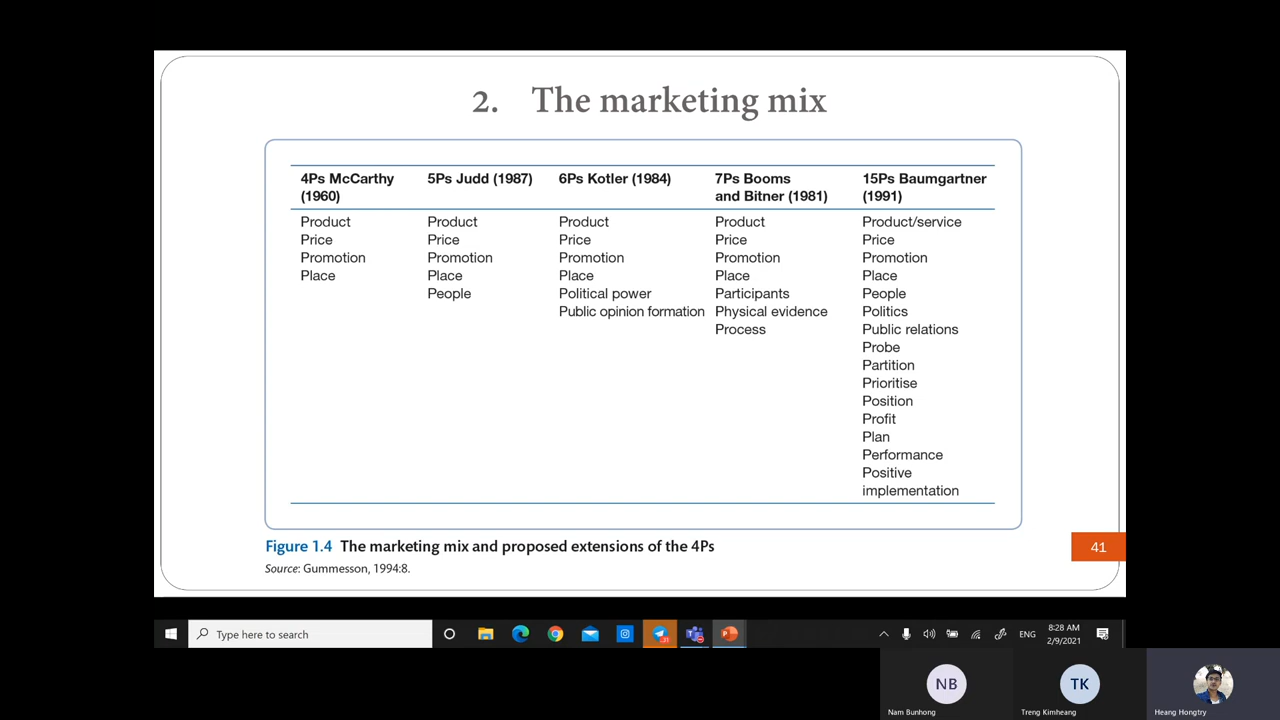 2. The marketing mix
4Ps McCarthy (1960)
Product
Price
Promotion
Place
5Ps Judd (1987)
Product
Price
Promotion
Place
People
6Ps Kotler (1984)
Product
Price
Promotion
Place
Political power
Public opinion formation
7Ps Booms
and Bitner (1981)
Product
Price
Promotion
Place
Participants
Physical evidence
Process
15Ps Baumgartner
(1991)
Product/service
Price
Promotion
Place
People
Politics
Public relations
Probe
Partition
Prioritise
Position
Profit
Plan
Performance
Positive
implementation
Figure 1.4 The marketing mix and proposed extensions of the 4Ps
Source: Gummesson, 1994:8.
41
Type here to search
31
ENG
8:28 AM
2/9/2021
NB
Nam Bunhong
TK
Treng Kimheang
Heang Hongtry